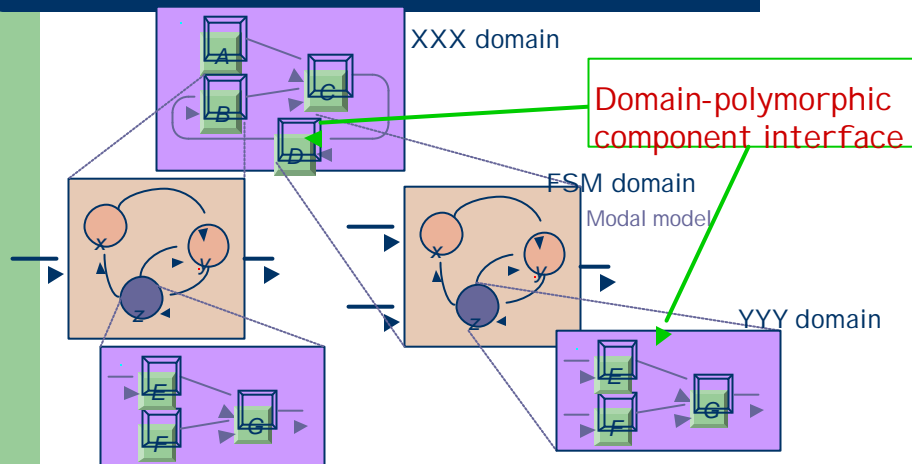 XXX domain
A
B
C
D
Domain-polymorphic
component interface
FSM domain
Modal model
x
y
z
x
y
z
YYY domain
E
F
G
E
F
G